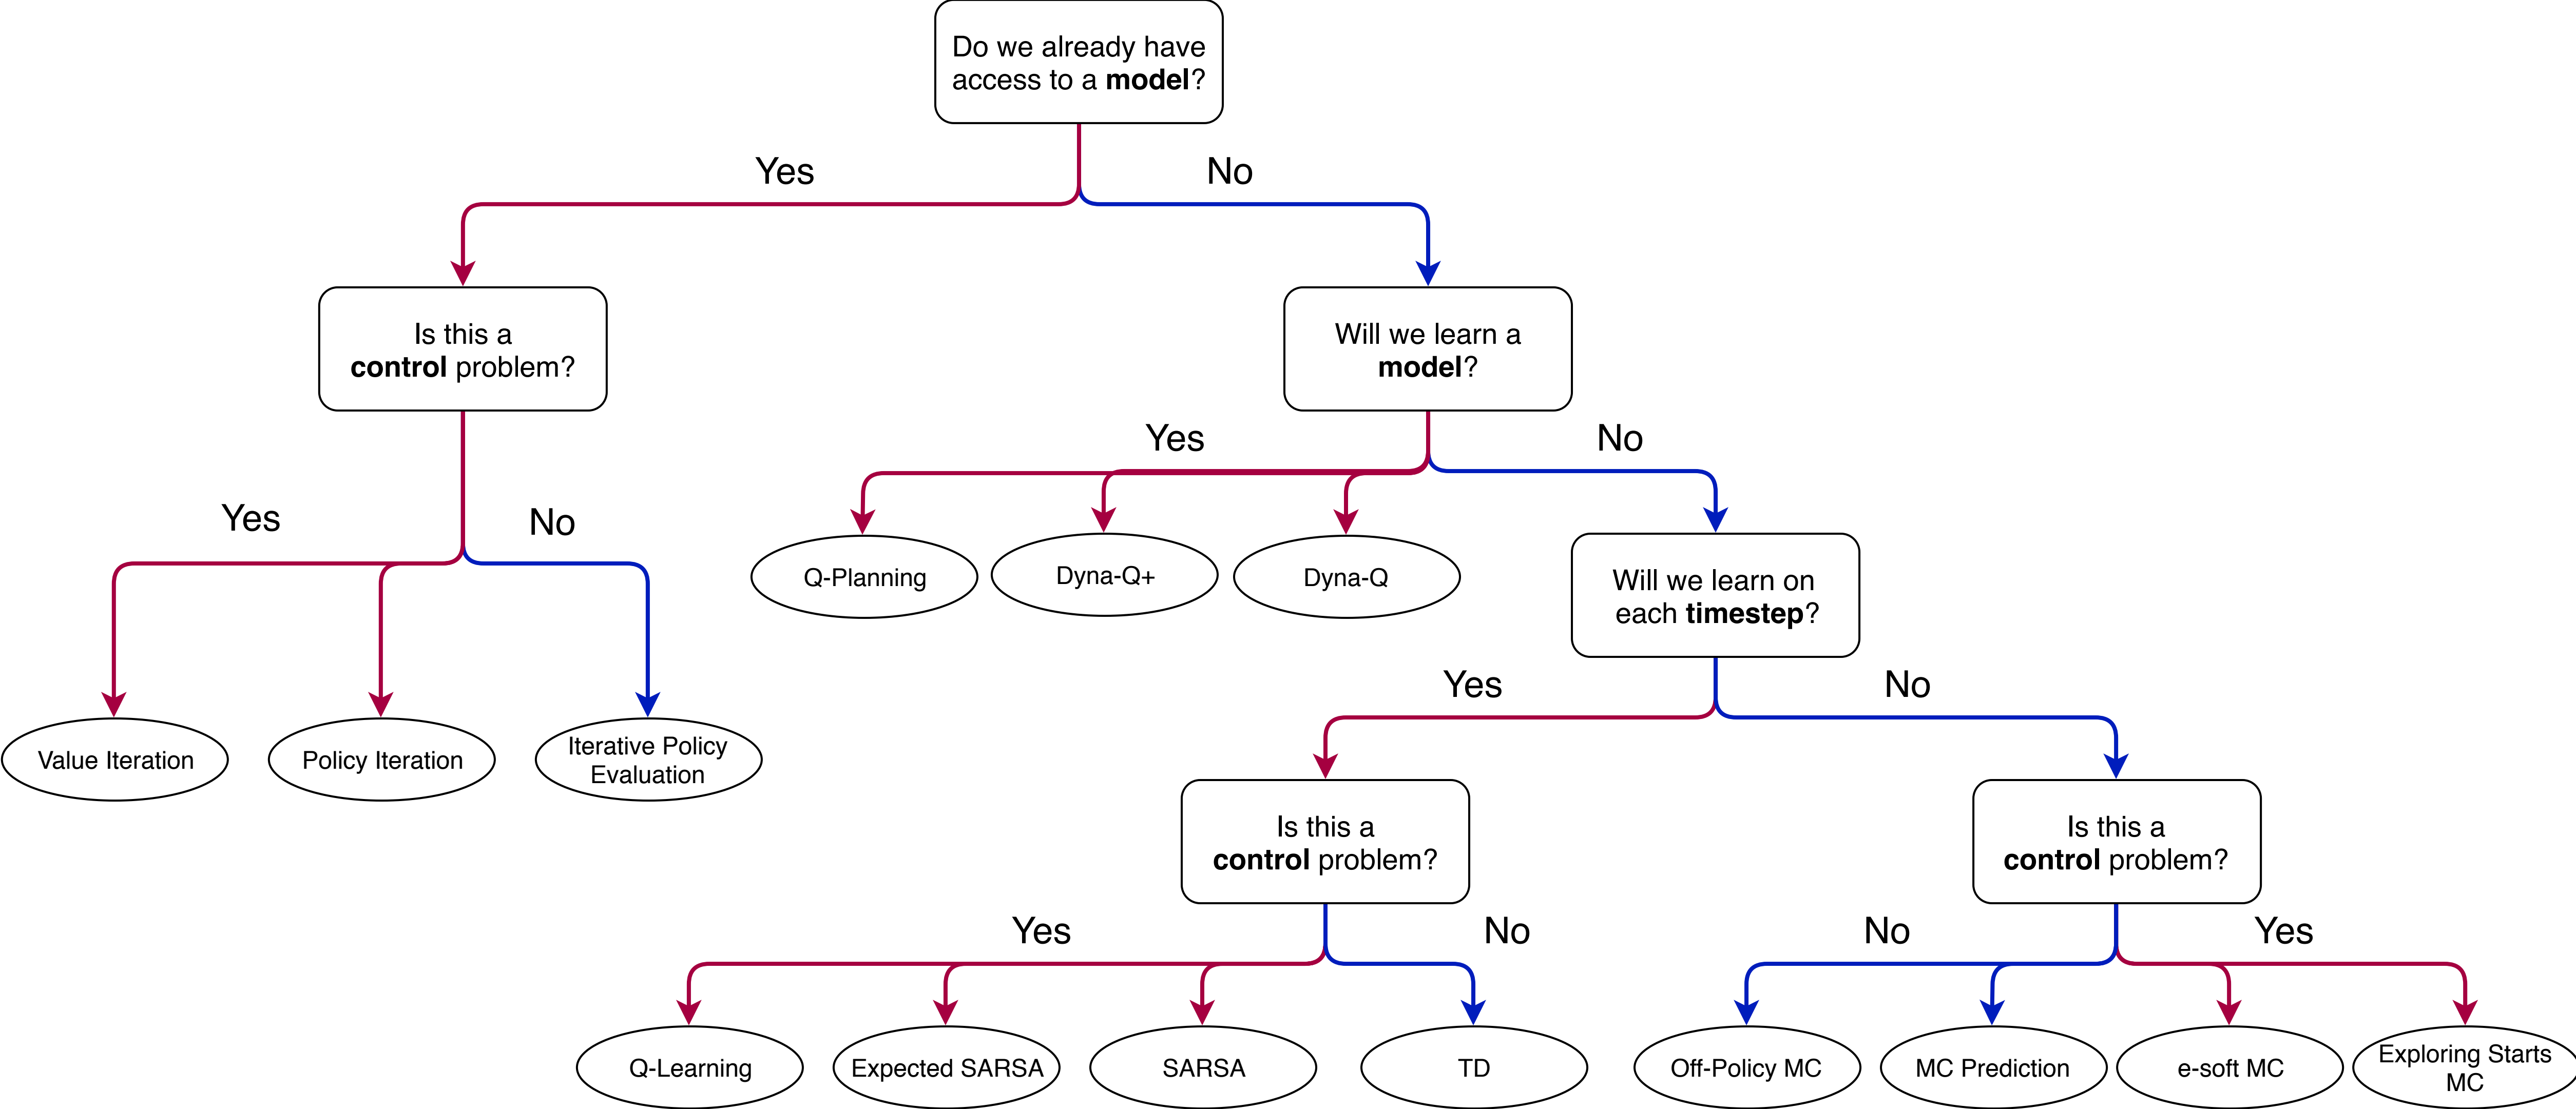 Do we already have
access to a model?
Yes
No
Is this a
control problem?
Will we learn a
model?
Yes
No
Yes
No
Q-Planning
Dyna-Q+
Dyna-Q
Will we learn on
each timestep?
Yes
No
Value Iteration
Policy Iteration
Iterative Policy
Evaluation
Is this a
control problem?
Is this a
control problem?
Yes
No
No
Yes
Q-Learning
Expected SARSA
SARSA
TD
Off-Policy MC
MC Prediction
e-soft MC
Exploring Starts
MC